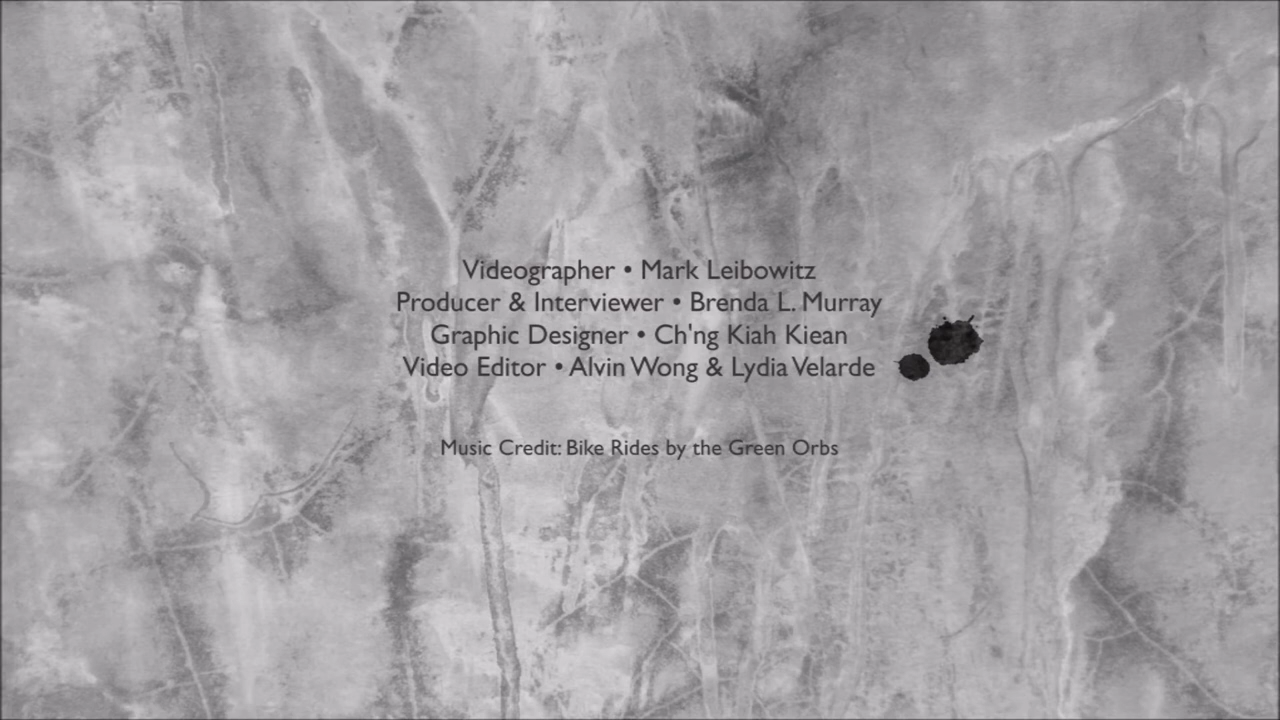 Videographer • Mark Leibowitz
Producer & Interviewer • Brenda L. Murray
Graphic Designer • Ch'ng Kiah Kiean
Video Editor • Alvin Wong & Lydia Velarde
Music Credit: Bike Rides by the Green Orbs